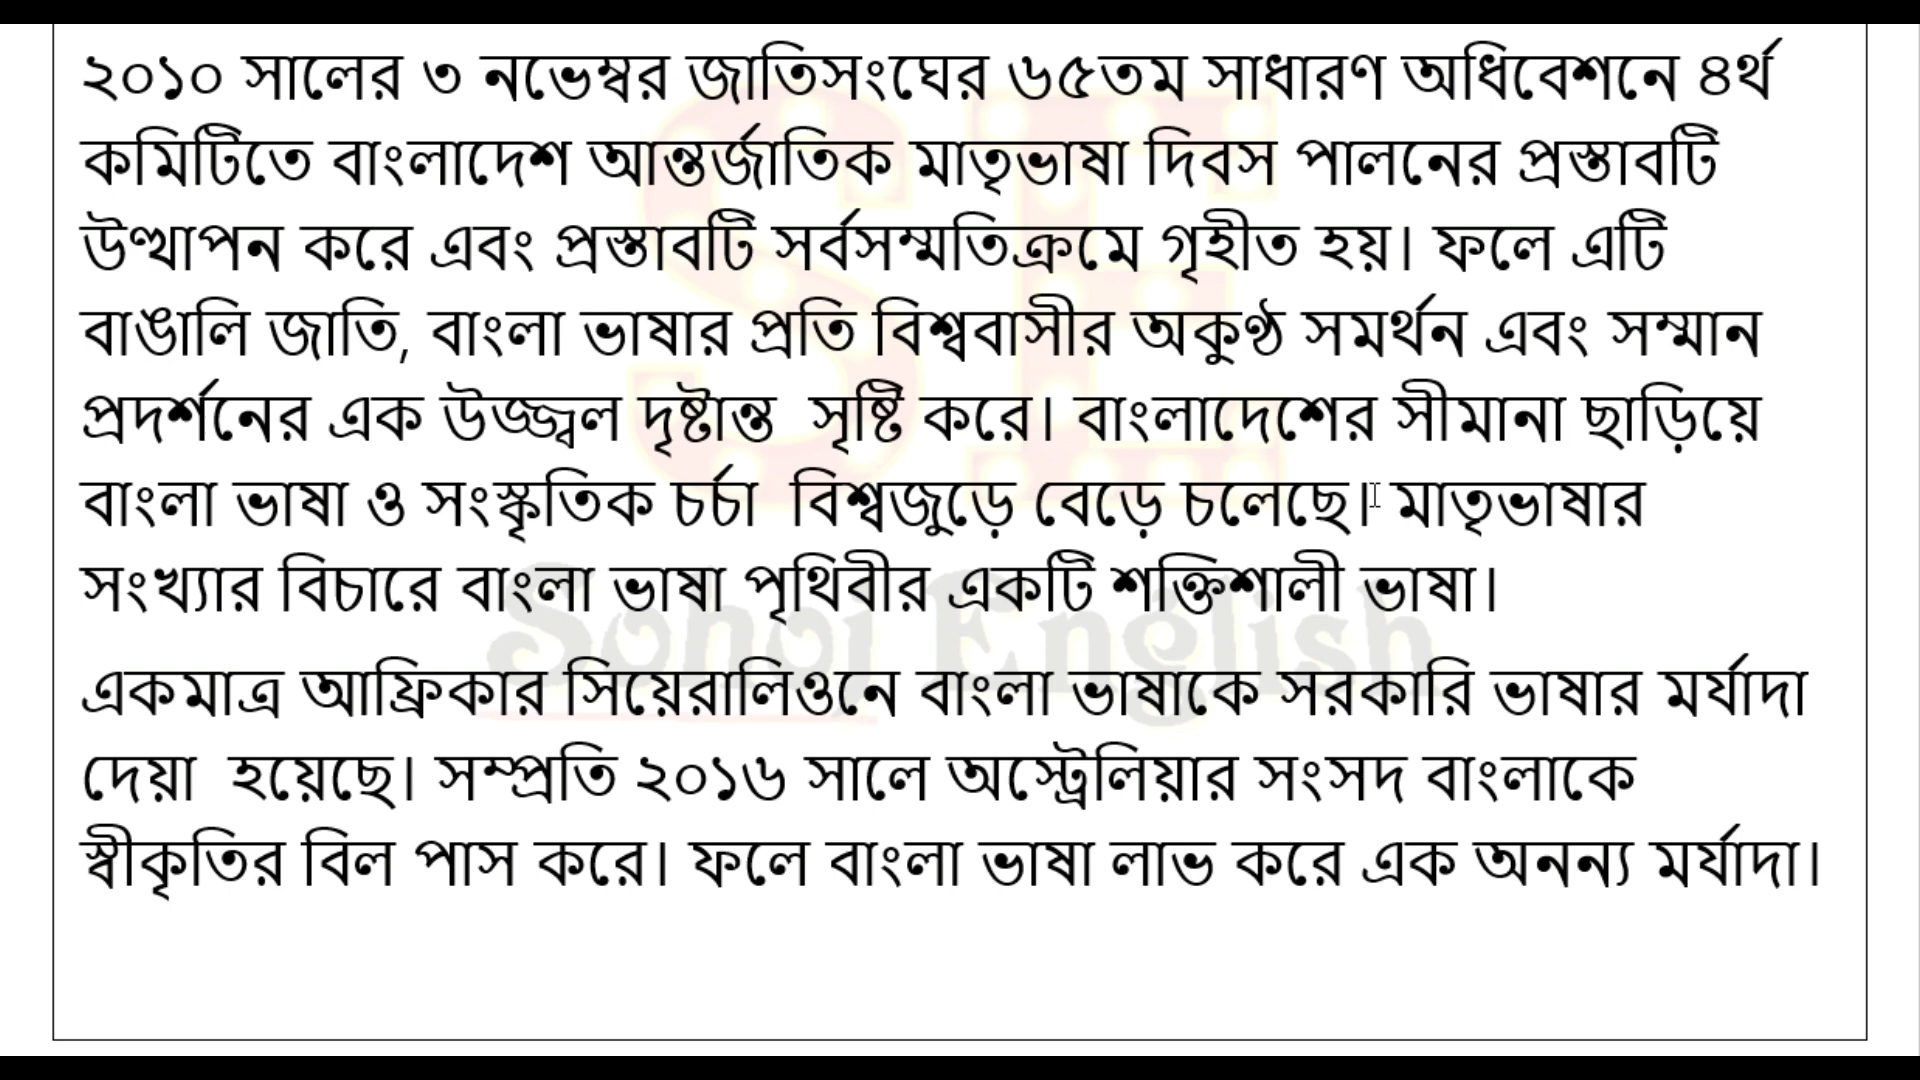 ২০১০ সালের ৩ নভেম্বর জাতিসংঘের ৬৫তম সাধারণ অধিবেশনে ৪র্থ
কমিটিতে বাংলাদেশ আন্তর্জাতিক মাতৃভাষা দিবস পালনের প্রস্তাবটি
উত্থাপন করে এবং প্রস্তাবটি সর্বসম্মতিক্রমে গৃহীত হয়। ফলে এটি
বাঙালি জাতি, বাংলা ভাষার প্রতি বিশ্ববাসীর অকুণ্ঠ সমর্থন এবং সম্মান
প্রদর্শনের এক উজ্জ্বল দৃষ্টান্ত সৃষ্টি করে। বাংলাদেশের সীমানা ছাড়িয়ে
বাংলা ভাষা ও সংস্কৃতিক চর্চা বিশ্বজুড়ে বেড়ে চলেছে। মাতৃভাষার
সংখ্যার বিচারে বাংলা ভাষা পৃথিবীর একটি শক্তিশালী ভাষা।
একমাত্র আফ্রিকার সিয়েরালিওনে বাংলা ভাষাকে সরকারি ভাষার মর্যাদা
দেয়া হয়েছে। সম্প্রতি ২০১৬ সালে অস্ট্রেলিয়ার সংসদ বাংলাকে
স্বীকৃতির বিল পাস করে। ফলে বাংলা ভাষা লাভ করে এক অনন্য মর্যাদা।
SE
Sohoj English